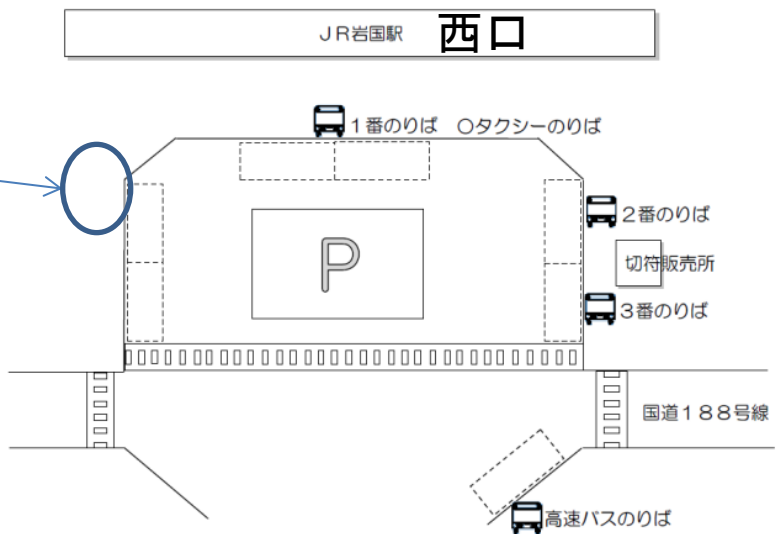 JR岩国駅 西口
1番のりば ○タクシーのりば
2番のりば
P
切符販売所
3番のりば
国道188号線
高速バスのりば